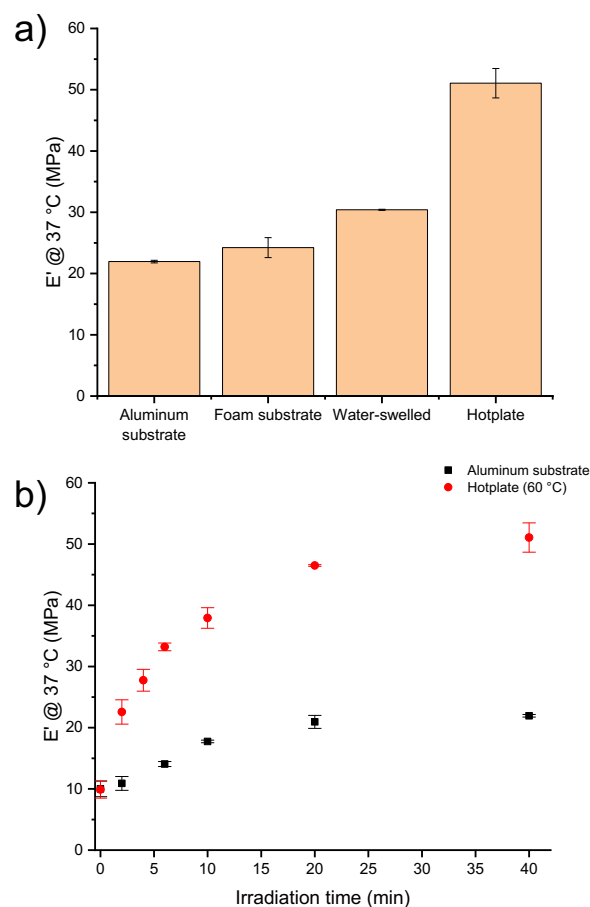 a)
E' @ 37 °C (MPa)
60
50
40
30
20
10
0
Aluminum substrate
Foam substrate
Water-swelled
Hotplate
b)
Aluminum substrate
Hotplate (60 °C)
E' @ 37 °C (MPa)
60
50
40
30
20
10
0
0 5 10 15 20 25 30 35 40
Irradiation time (min)